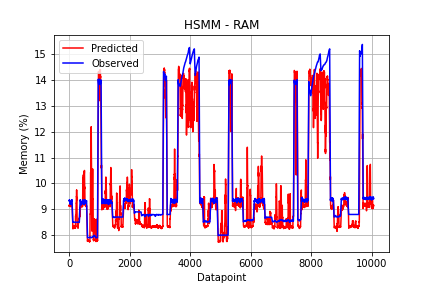 HSMM - RAM
Predicted
Observed
Memory (%)
15
14
13
12
11
10
9
8
0 2000 4000 6000 8000 10000
Datapoint